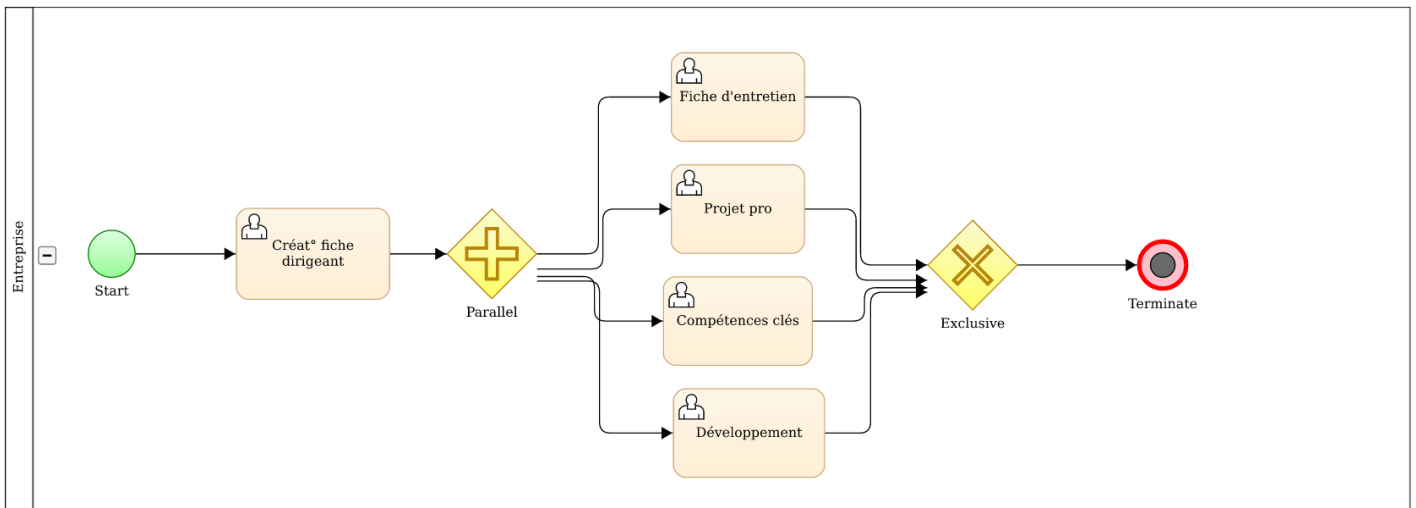 Entreprise
Start
Créat° fiche
dirigeant
Parallel
Fiche d'entretien
Projet pro
Compétences clés
Développement
Exclusive
Terminate